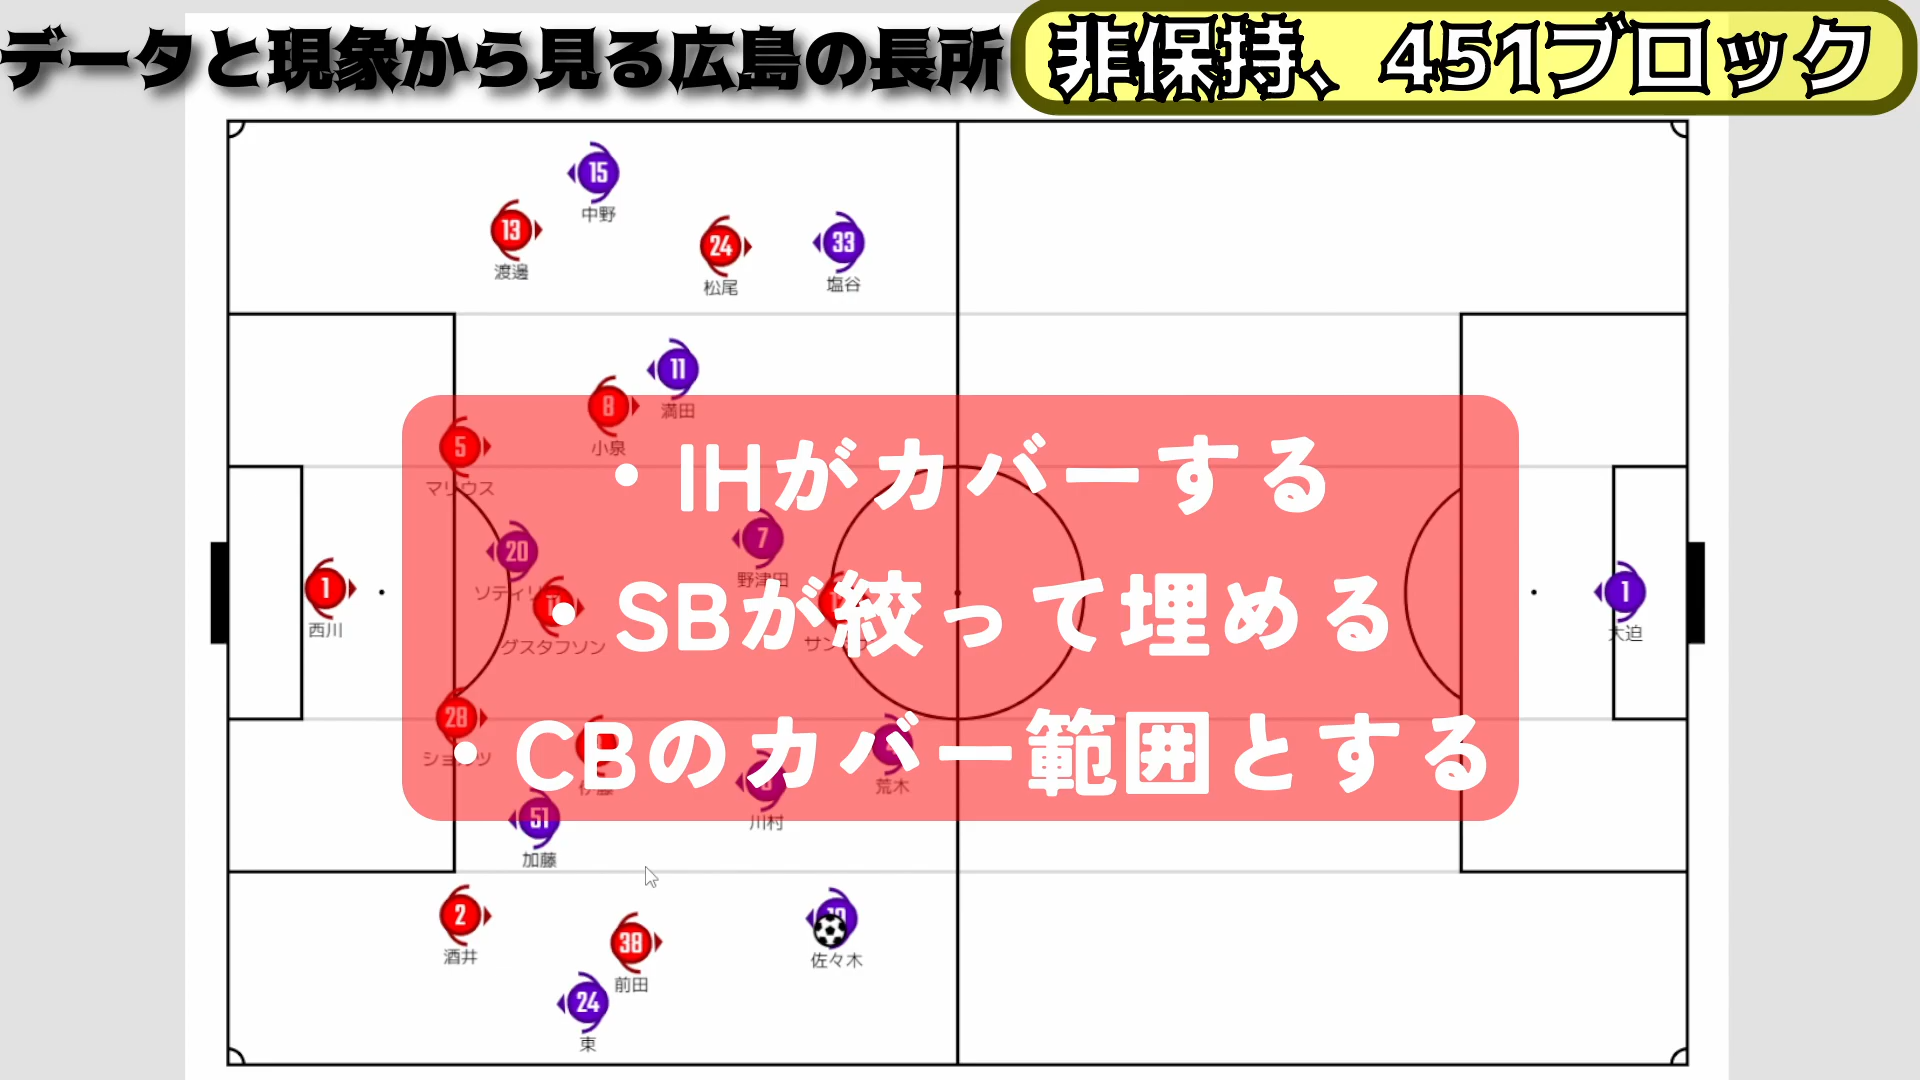 データと現象から見る広島の長所
非保持、451ブロック
15
中野
13
渡邊
24
松尾
33
塩谷
11
満田
8
小泉
5
マリウス
・IHがカバーする
20
7
野津田
1
西川
グスタフソン
・SBが絞って埋める
1
大迫
28
・CBのカバー範囲とする
荒木
川村
51
加藤
2
酒井
38
前田
佐々木
24
東